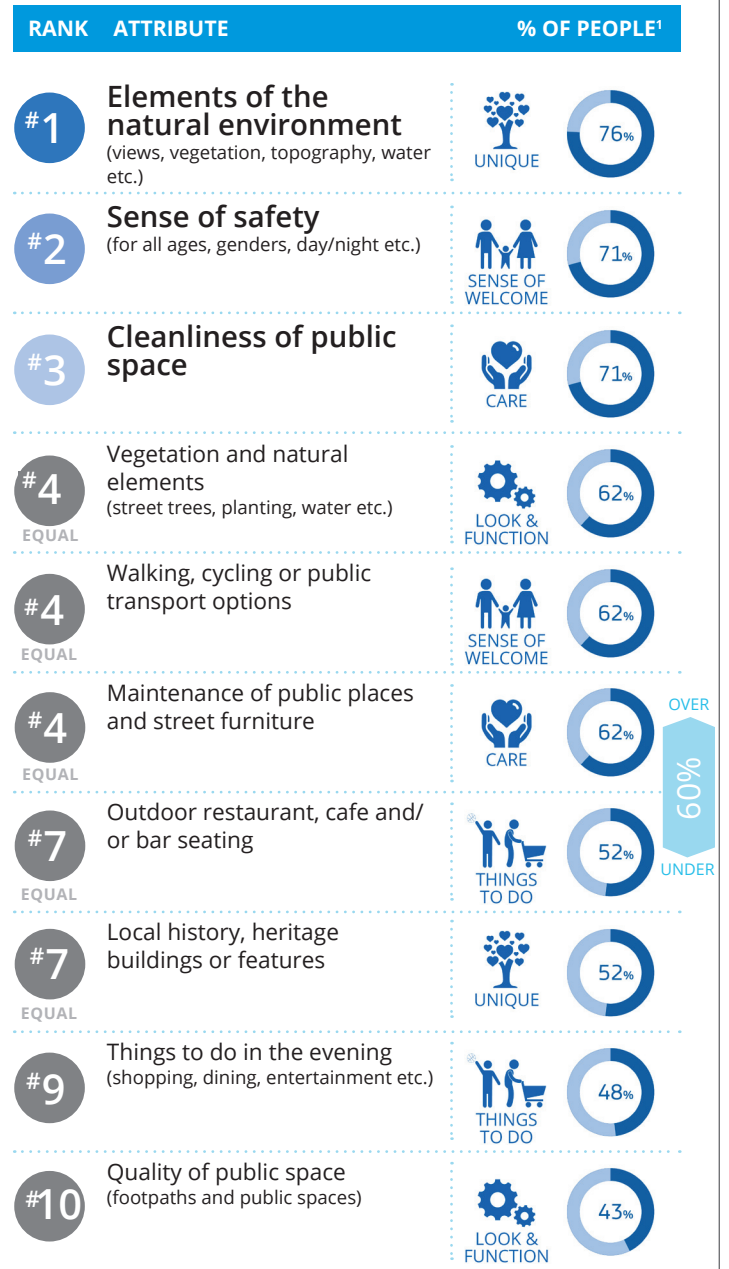 RANK ATTRIBUTE % OF PEOPLE¹
#1
Elements of the
natural environment
(views, vegetation, topography, water
etc.)
UNIQUE
76%
#2
Sense of safety
(for all ages, genders, day/night etc.)
SENSE OF
WELCOME
71%
#3
Cleanliness of public
space
CARE
71%
#4
EQUAL
Vegetation and natural
elements
(street trees, planting, water etc.)
LOOK &
FUNCTION
62%
#4
EQUAL
Walking, cycling or public
transport options
SENSE OF
WELCOME
62%
#4
EQUAL
Maintenance of public places
and street furniture
CARE
62%
OVER
60%
UNDER
#7
EQUAL
Outdoor restaurant, cafe and/
or bar seating
THINGS
TO DO
52%
#7
EQUAL
Local history, heritage
buildings or features
UNIQUE
52%
#9
Things to do in the evening
(shopping, dining, entertainment etc.)
THINGS
TO DO
48%
#10
Quality of public space
(footpaths and public spaces)
LOOK &
FUNCTION
43%